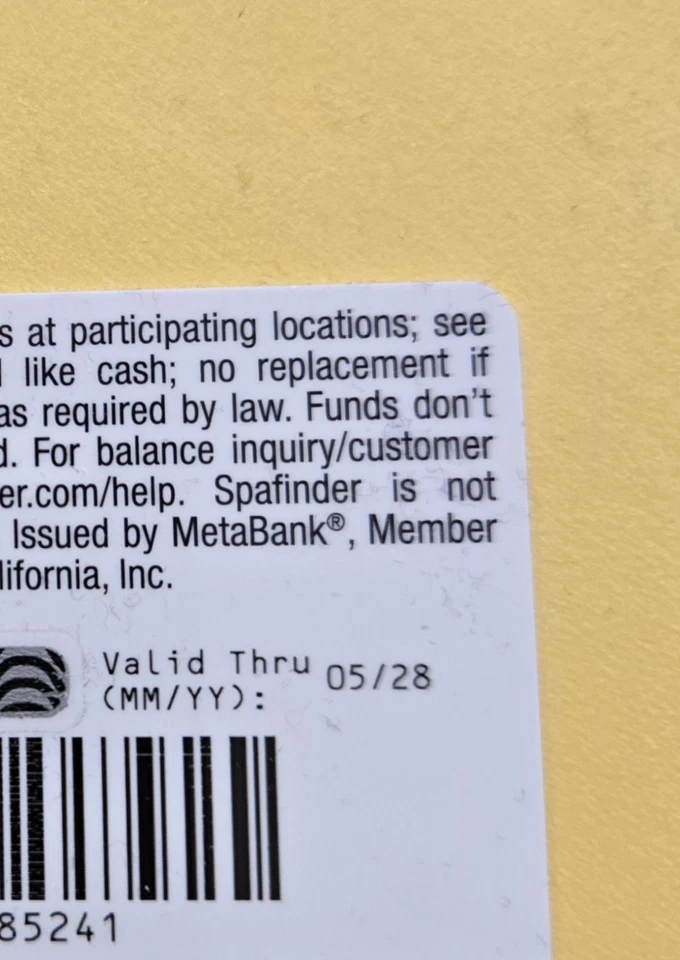 at participating locations; see
like cash; no replacement if
as required by law. Funds don't
For balance inquiry/customer
er.com/help. Spafinder is not
Issued by MetaBank®, Member
lifornia, Inc.
Valid Thru 05/28
(MM/YY):
85241